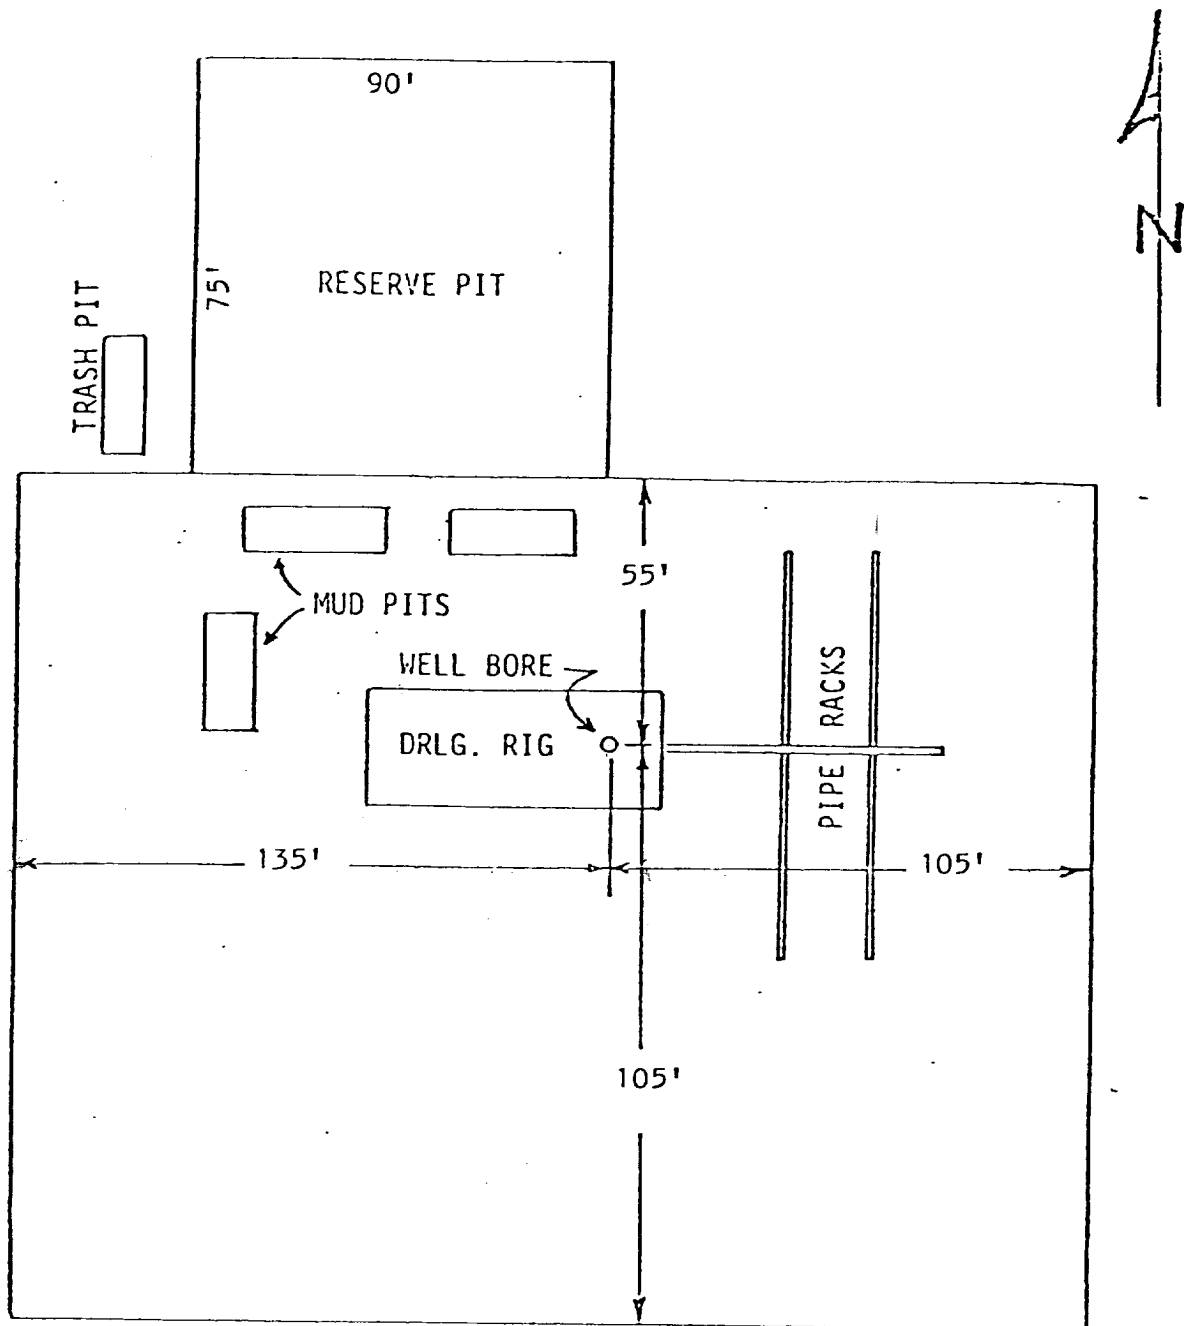 90'
N
75'
RESERVE PIT
TRASH PIT
55'
MUD PITS
WELL BORE
DRLG. RIG
PIPE RACKS
135'
105'
105'